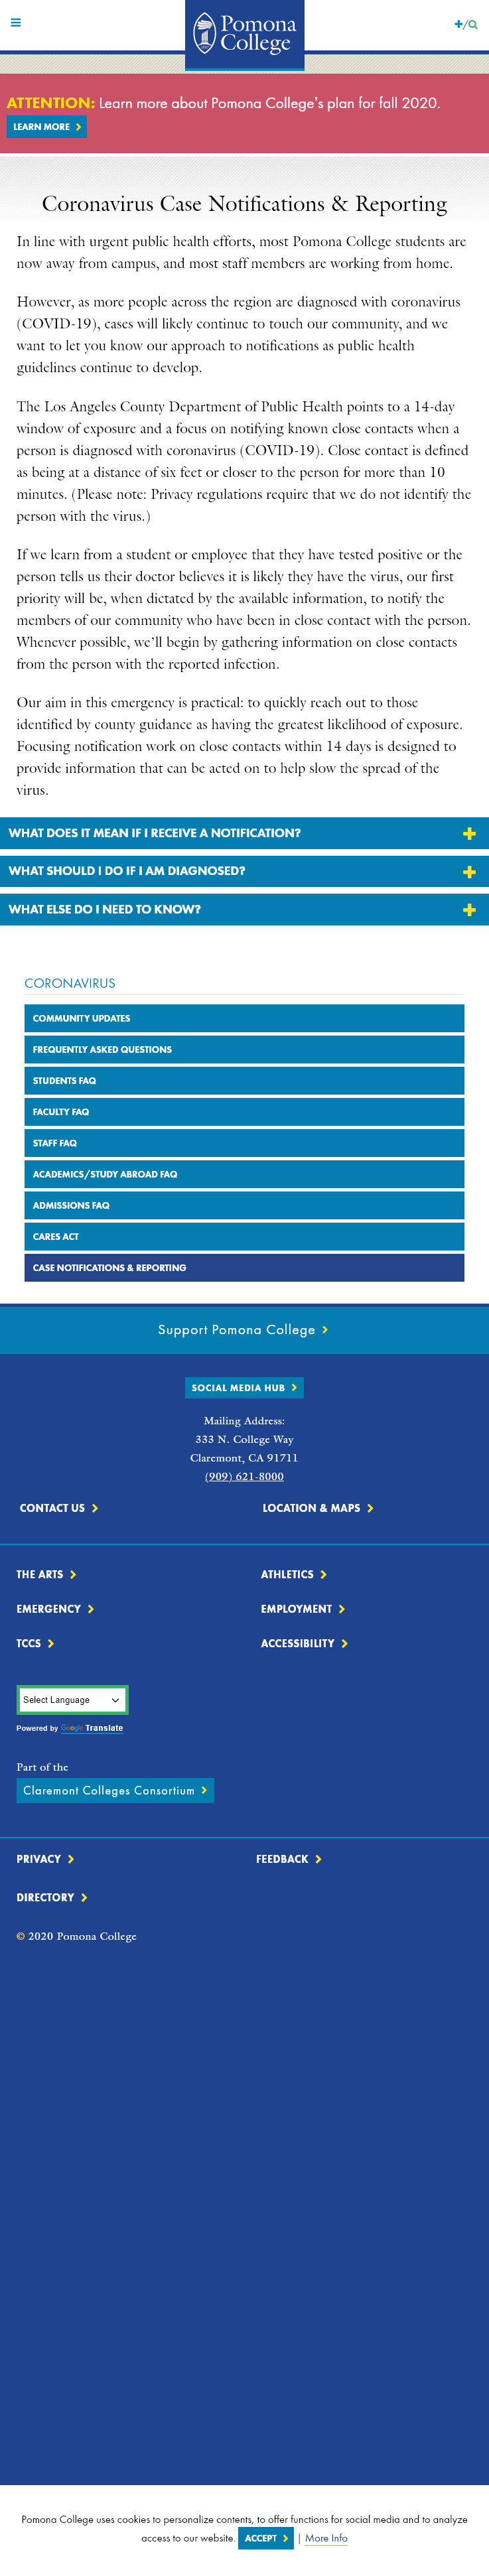 Pomona
College
ATTENTION: Learn more about Pomona College's plan for fall 2020.
LEARN MORE
Coronavirus Case Notifications & Reporting
In line with urgent public health efforts, most Pomona College students are
now away from campus, and most staff members are working from home.
However, as more people across the region are diagnosed with coronavirus
(COVID-19), cases will likely continue to touch our community, and we
want to let you know our approach to notifications as public health
guidelines continue to develop.
The Los Angeles County Department of Public Health points to a 14-day
window of exposure and a focus on notifying known close contacts when a
person is diagnosed with coronavirus (COVID-19). Close contact is defined
as being at a distance of six feet or closer to the person for more than 10
minutes. (Please note: Privacy regulations require that we do not identify the
person with the virus.)
If we learn from a student or employee that they have tested positive or the
person tells us their doctor believes it is likely they have the virus, our first
priority will be, when dictated by the available information, to notify the
members of our community who have been in close contact with the person.
Whenever possible, we'll begin by gathering information on close contacts
from the person with the reported infection.
Our aim in this emergency is practical: to quickly reach out to those
identified by county guidance as having the greatest likelihood of exposure.
Focusing notification work on close contacts within 14 days is designed to
provide information that can be acted on to help slow the spread of the
virus.
WHAT DOES IT MEAN IF I RECEIVE A NOTIFICATION?
WHAT SHOULD I DO IF I AM DIAGNOSED?
WHAT ELSE DO I NEED TO KNOW?
CORONAVIRUS
COMMUNITY UPDATES
FREQUENTLY ASKED QUESTIONS
STUDENTS FAQ
FACULTY FAQ
STAFF FAQ
ACADEMICS/STUDY ABROAD FAQ
ADMISSIONS FAQ
CARES ACT
CASE NOTIFICATIONS & REPORTING
Support Pomona College
SOCIAL MEDIA HUB
Mailing Address:
333 N. College Way
Claremont, CA 91711
(909) 621-8000
CONTACT US
LOCATION & MAPS
THE ARTS
ATHLETICS
EMERGENCY
EMPLOYMENT
TCCS
ACCESSIBILITY
Select Language
Powered by Google Translate
Part of the
Claremont Colleges Consortium
PRIVACY
FEEDBACK
DIRECTORY
© 2020 Pomona College
Pomona College uses cookies to personalize contents, to offer functions for social media and to analyze
access to our website. ACCEPT | More Info